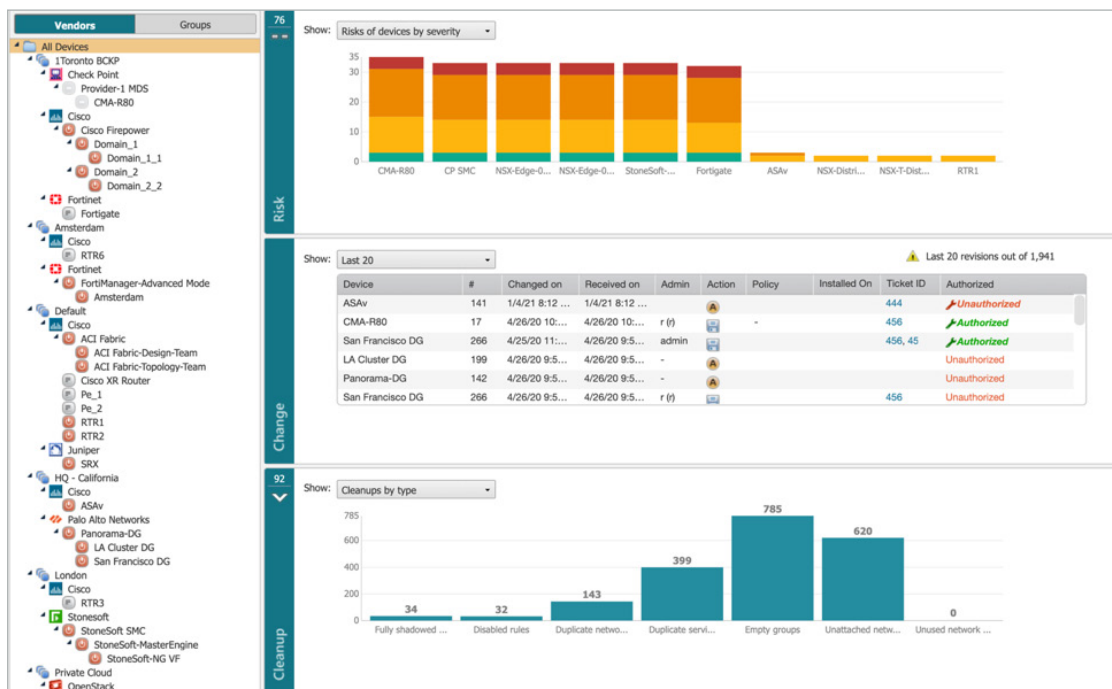 Vendors
Groups
All Devices
1Toronto BCKP
Check Point
Provider-1 MDS
CMA-R80
Cisco
Cisco Firepower
Domain_1
Domain_1_1
Domain_2
Domain_2_2
Fortinet
Fortigate
Amsterdam
Cisco
RTR6
Fortinet
FortiManager-Advanced Mode
Amsterdam
Default
Cisco
ACI Fabric
ACI Fabric-Design-Team
ACI Fabric-Topology-Team
Cisco XR Router
Pe_1
Pe_2
RTR1
RTR2
Juniper
SRX
HQ - California
Cisco
ASAv
Palo Alto Networks
Panorama-DG
LA Cluster DG
San Francisco DG
London
Cisco
RTR3
Stonesoft
StoneSoft SMC
StoneSoft-MasterEngine
StoneSoft-NG VF
Private Cloud
OpenStack
76
Risk
Show: Risks of devices by severity
35
30
20
10
0
CMA-R80 CP SMC NSX-Edge-0... NSX-Edge-0... StoneSoft-... Fortigate ASAv NSX-Distri... NSX-T-Dist... RTR1
Change
Show: Last 20
Last 20 revisions out of 1,941
Device # Changed on Received on Admin Action Policy Installed On Ticket ID Authorized
ASAv 141 1/4/21 8:12 ... 1/4/21 8:12 ... A 444 Unauthorized
CMA-R80 17 4/26/20 10:... 4/26/20 10:... r (r) - 456 Authorized
San Francisco DG 266 4/25/20 11:... 4/26/20 9:5... admin 456, 45 Authorized
LA Cluster DG 199 4/26/20 9:5... 4/26/20 9:5... - A Unauthorized
Panorama-DG 142 4/26/20 9:5... 4/26/20 9:5... - A Unauthorized
San Francisco DG 266 4/26/20 9:5... 4/26/20 9:5... r (r) 456 Unauthorized
92
Cleanup
Show: Cleanups by type
785
600
400
200
0
34 32 143 399 785 620 0
Fully shadowed ... Disabled rules Duplicate netwo... Duplicate servi... Empty groups Unattached netw... Unused network ...